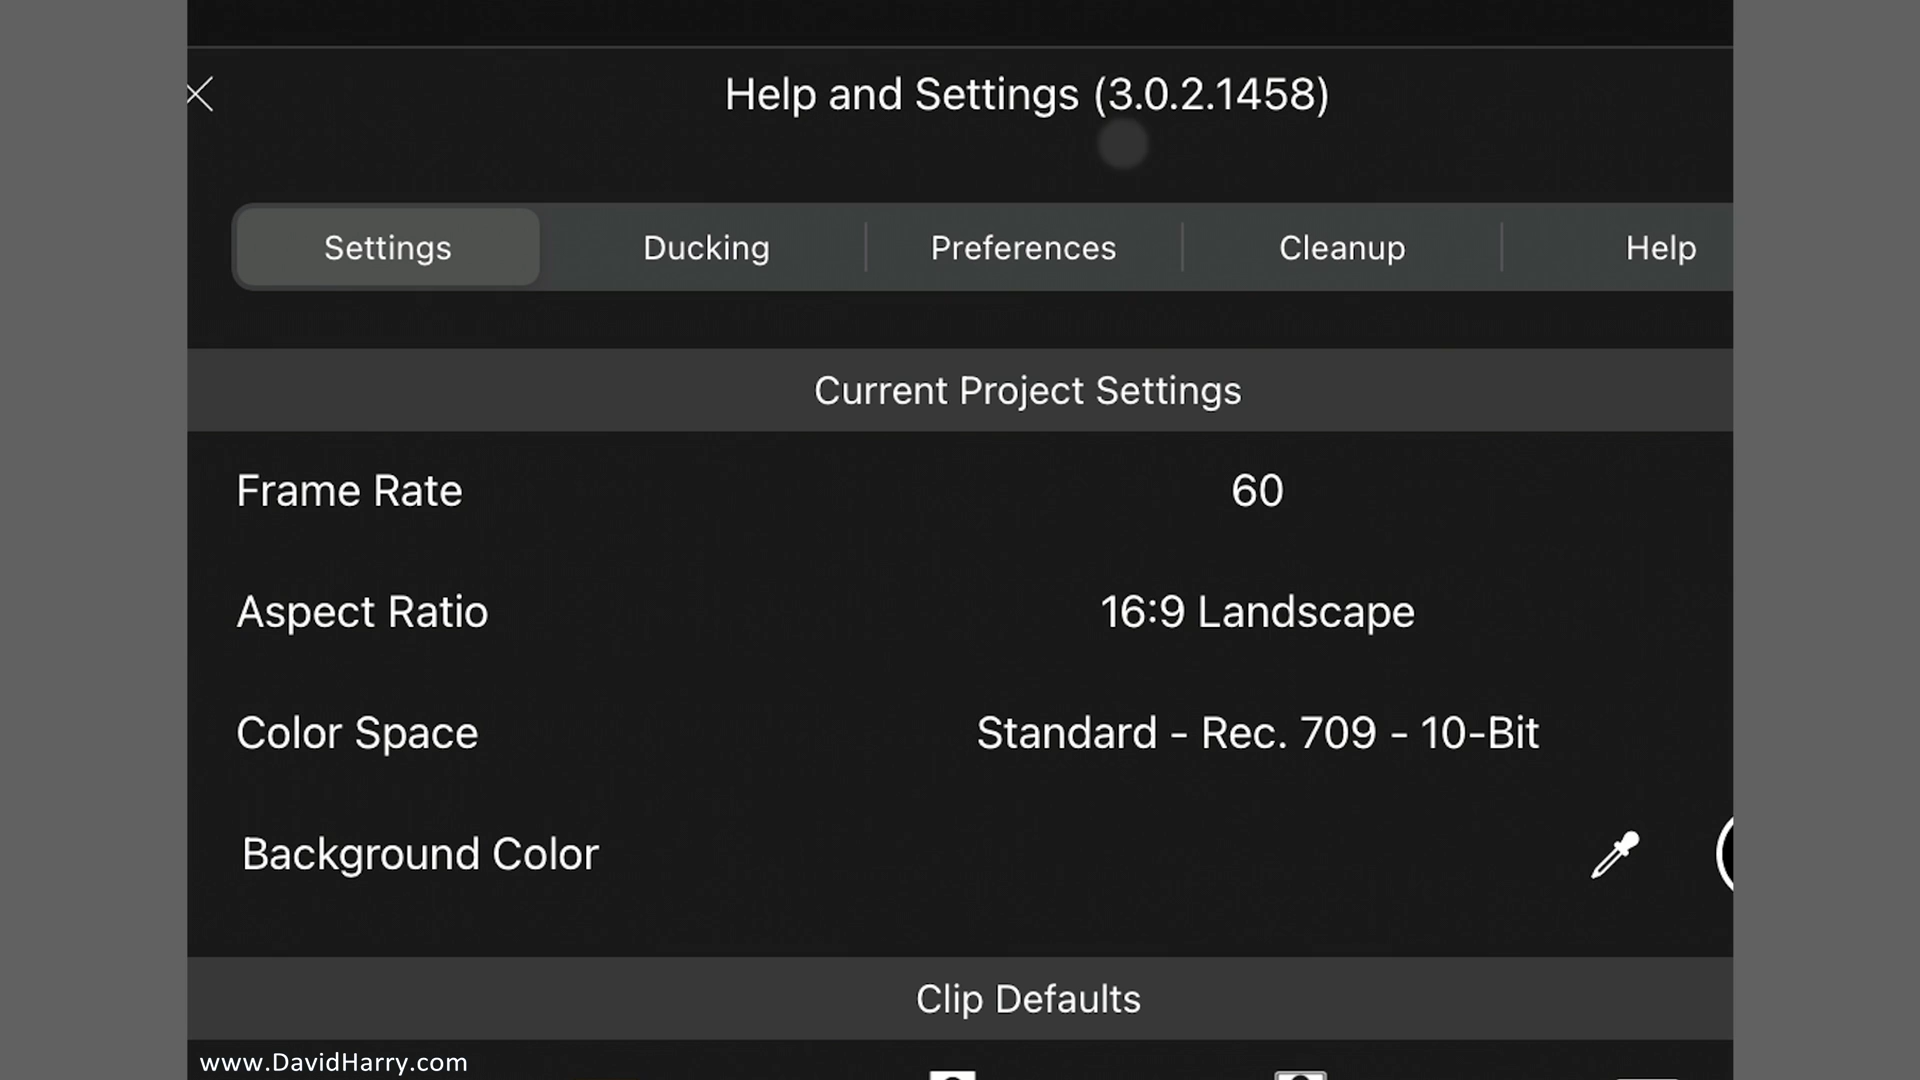 Help and Settings (3.0.2.1458)
Settings Ducking Preferences Cleanup Help
Current Project Settings
Frame Rate 60
Aspect Ratio 16:9 Landscape
Color Space Standard - Rec. 709 - 10-Bit
Background Color
Clip Defaults
www.DavidHarry.com